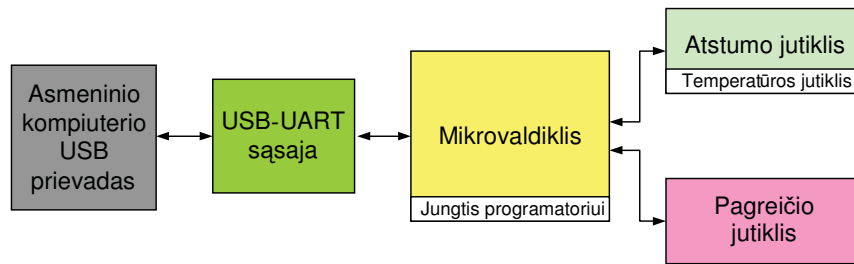 Asmeninio
kompiuterio
USB
prievadas
USB-UART
sąsaja
Mikrovaldiklis
Jungtis programatoriui
Atstumo jutiklis
Temperatūros jutiklis
Pagreičio
jutiklis